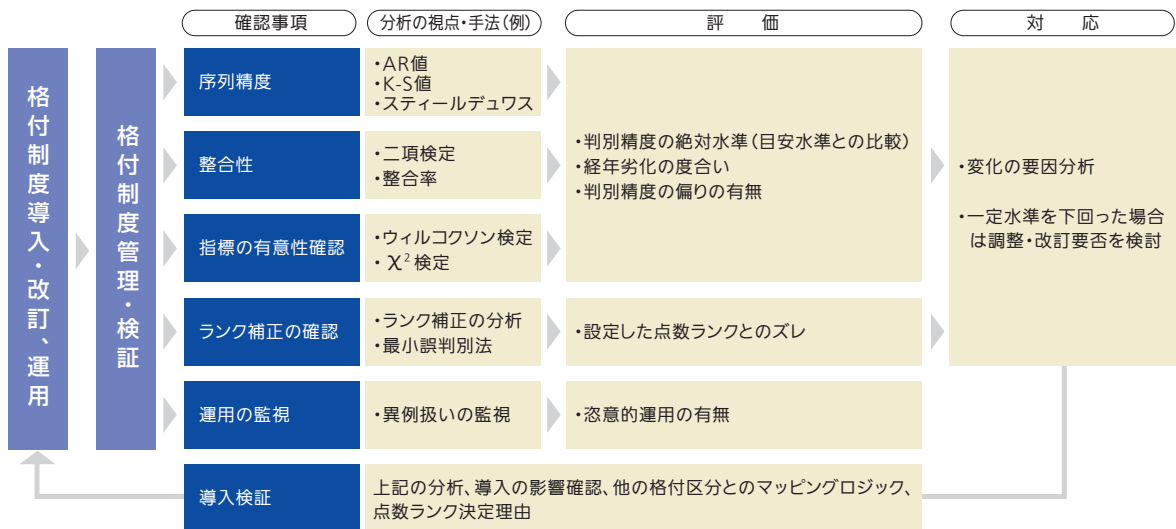 確認事項
分析の視点・手法(例)
評 価
対 応
格付制度導入・改訂、運用
格付制度管理・検証
序列精度
・AR値
・K-S値
・スティールデュワス
整合性
・二項検定
・整合率
指標の有意性確認
・ウィルコクソン検定
・χ²検定
・判別精度の絶対水準(目安水準との比較)
・経年劣化の度合い
・判別精度の偏りの有無
ランク補正の確認
・ランク補正の分析
・最小誤判別法
・設定した点数ランクとのズレ
・変化の要因分析
・一定水準を下回った場合
は調整・改訂要否を検討
運用の監視
・異例扱いの監視
・恣意的運用の有無
導入検証
上記の分析、導入の影響確認、他の格付区分とのマッピングロジック、
点数ランク決定理由